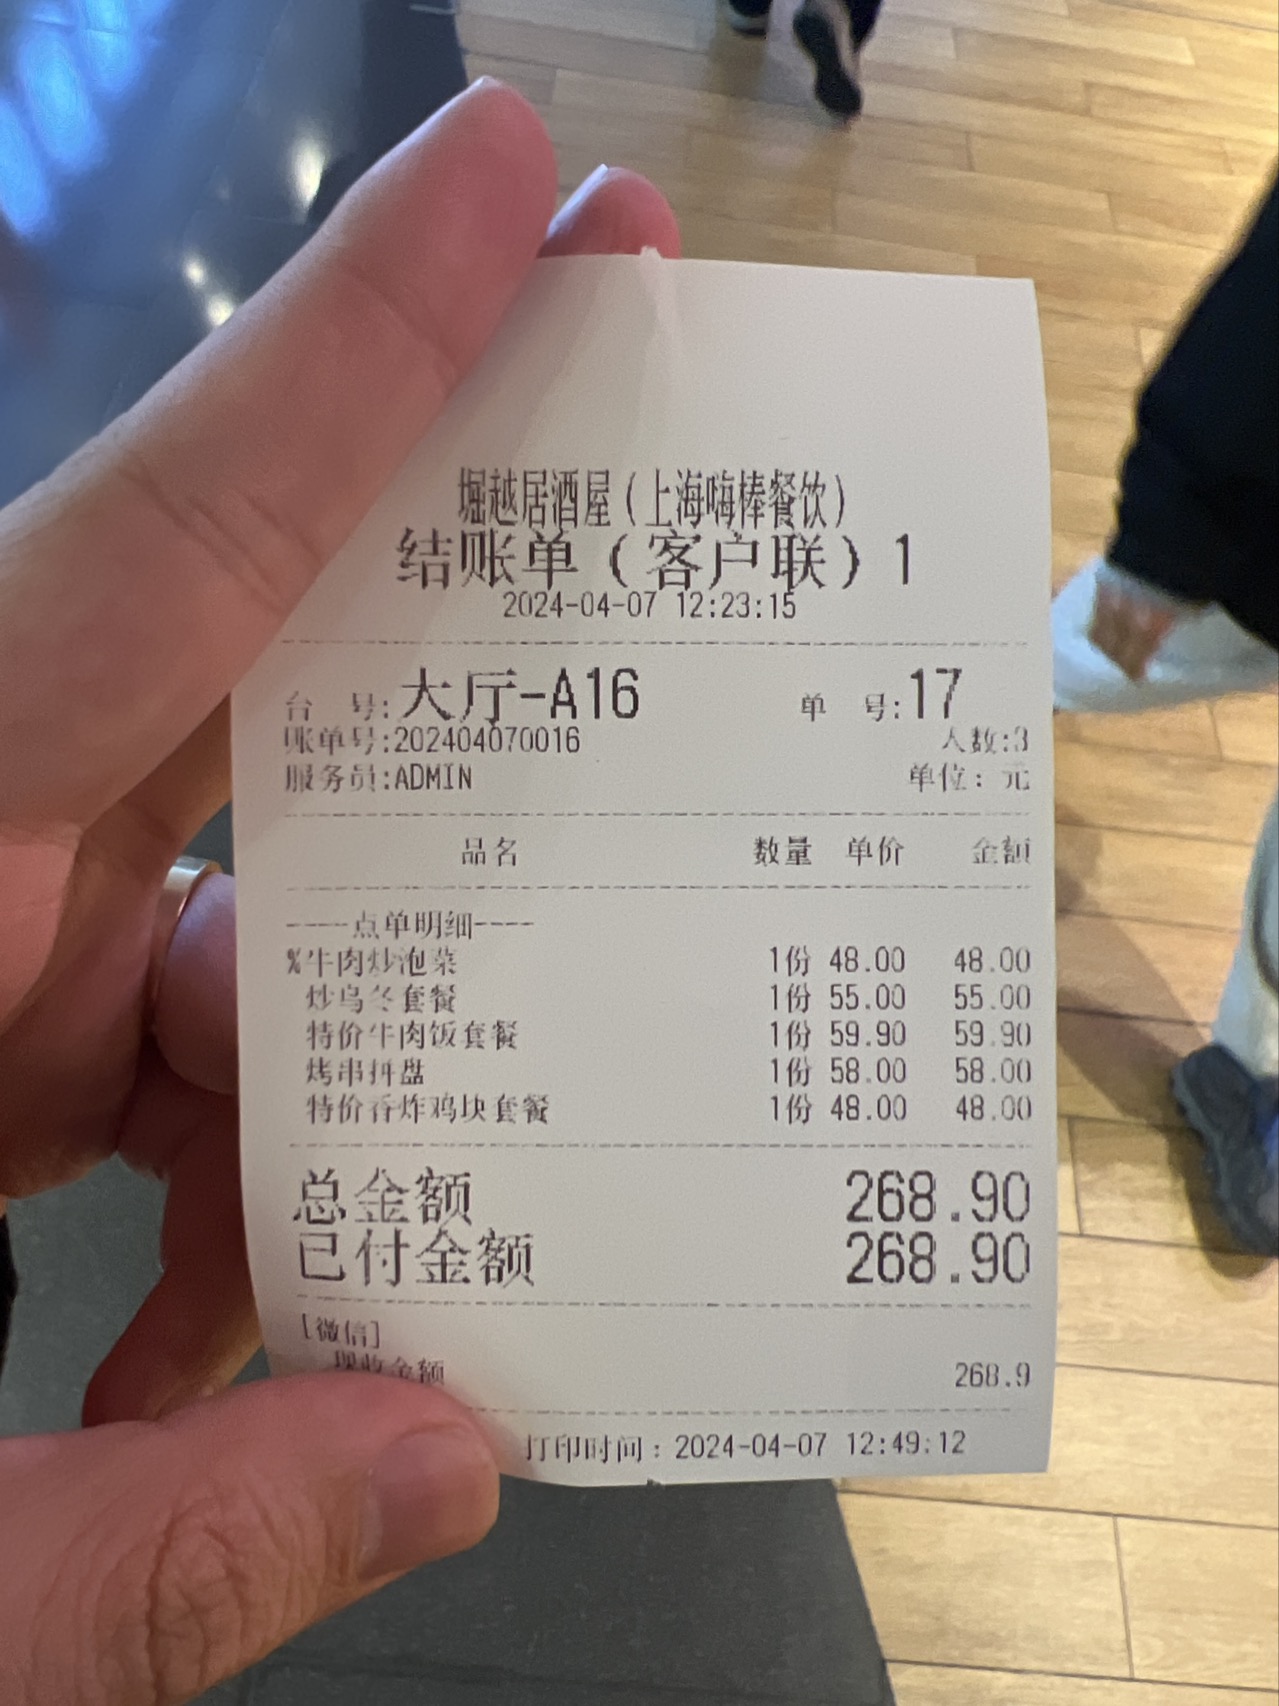 堀越居酒屋（上海嗨棒餐饮）
结账单（客户联）1
2024-04-07 12:23:15
台 号:大厅-A16 单 号:17
账单号:202404070016 人数:3
服务员:ADMIN 单位：元
品名 数量 单价 金额
----点单明细----
%牛肉炒泡菜 1份 48.00 48.00
炒乌冬套餐 1份 55.00 55.00
特价牛肉饭套餐 1份 59.90 59.90
烤串拼盘 1份 58.00 58.00
特价香炸鸡块套餐 1份 48.00 48.00
总金额 268.90
已付金额 268.90
[微信]
现收金额 268.9
打印时间：2024-04-07 12:49:12